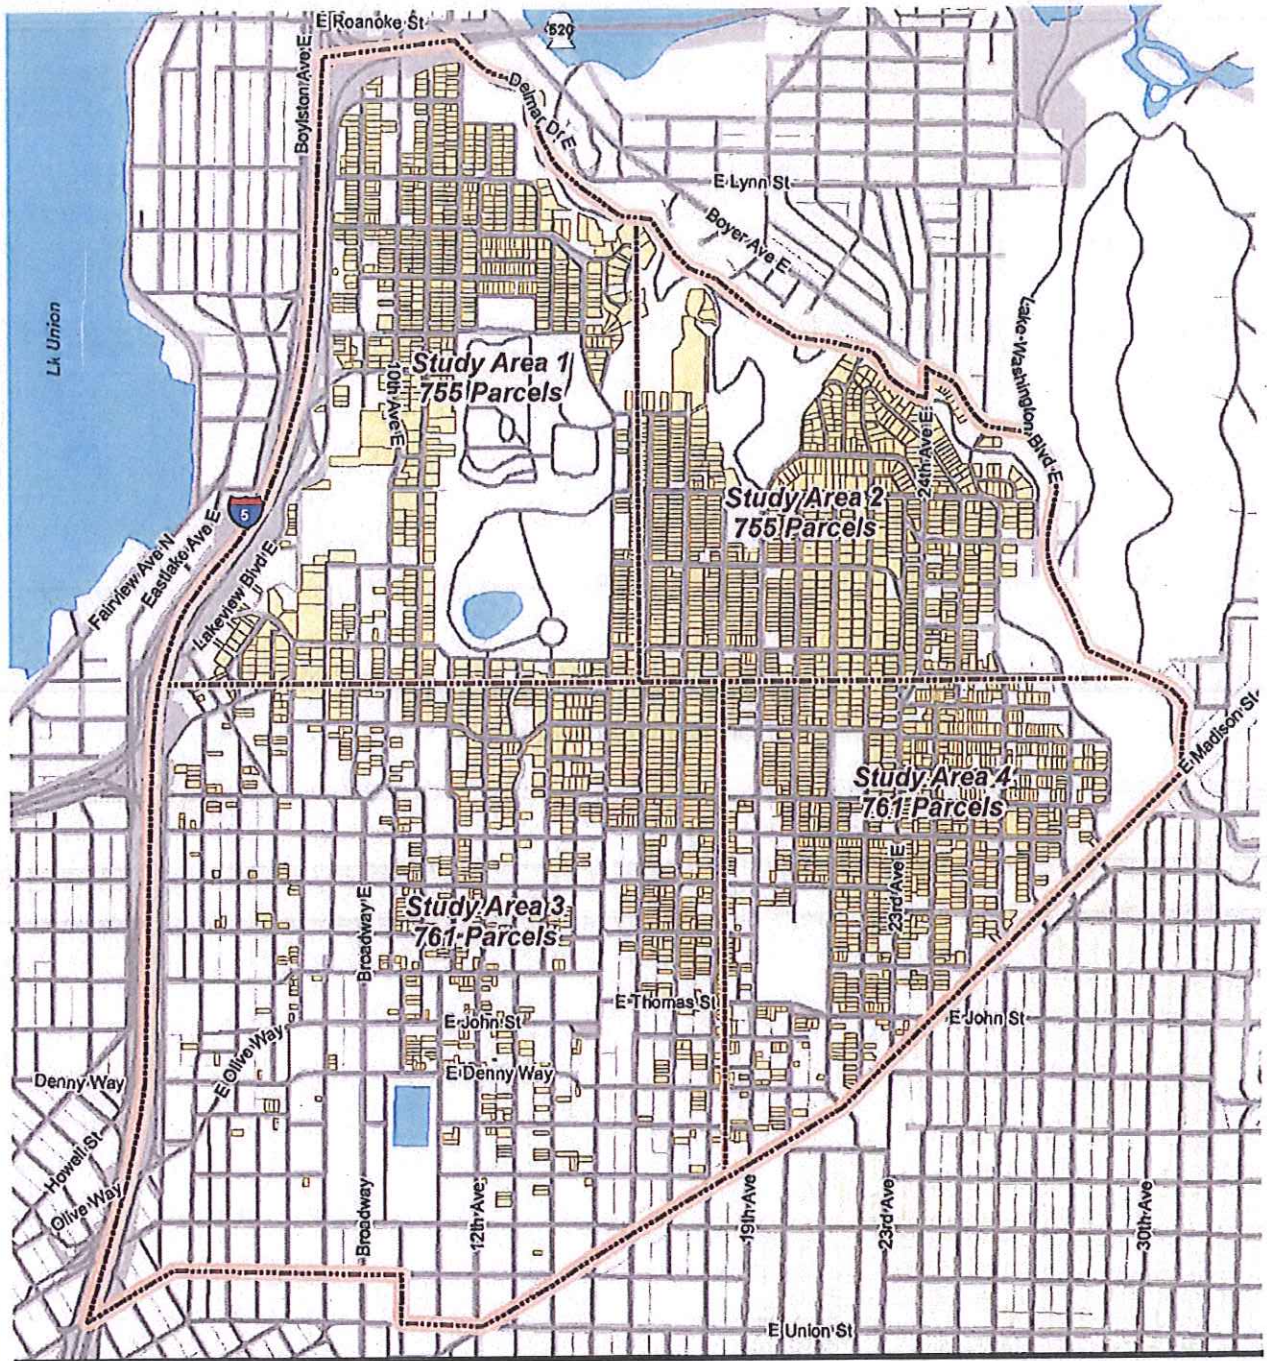 E Roanoke St
520
Boylston Ave E
Delmar Dr E
E Lynn St
Boyer Ave E
Lk Union
Lake Washington Blvd E
Study Area 1
755 Parcels
10th Ave E
24th Ave E
Study Area 2
755 Parcels
5
Fairview Ave N
Eastlake Ave E
Lakeview Blvd E
E Madison St
Study Area 4
761 Parcels
23rd Ave E
Broadway E
Study Area 3
761 Parcels
E Thomas St
E John St
E John St
E Olive Way
E Denny Way
Denny Way
Howell St
Olive Way
Broadway
12th Ave
19th Ave
23rd Ave
30th Ave
E Union St